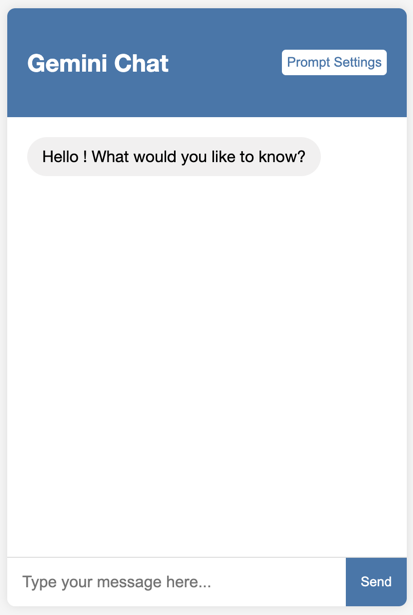 Gemini Chat
Prompt Settings
Hello ! What would you like to know?
Type your message here...
Send